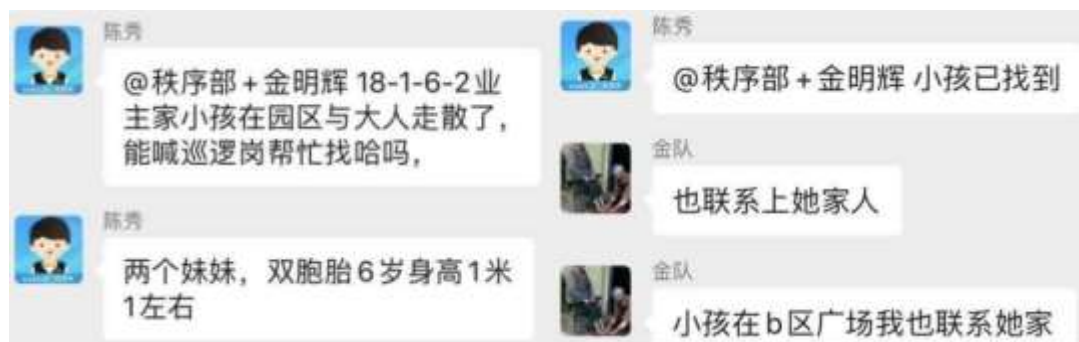 陈秀
@秩序部+金明辉 18-1-6-2业
主家小孩在园区与大人走散了，
能喊巡逻岗帮忙找哈吗，
陈秀
两个妹妹，双胞胎6岁身高1米
1左右
陈秀
@秩序部+金明辉 小孩已找到
金队
也联系上她家人
金队
小孩在b区广场我也联系她家